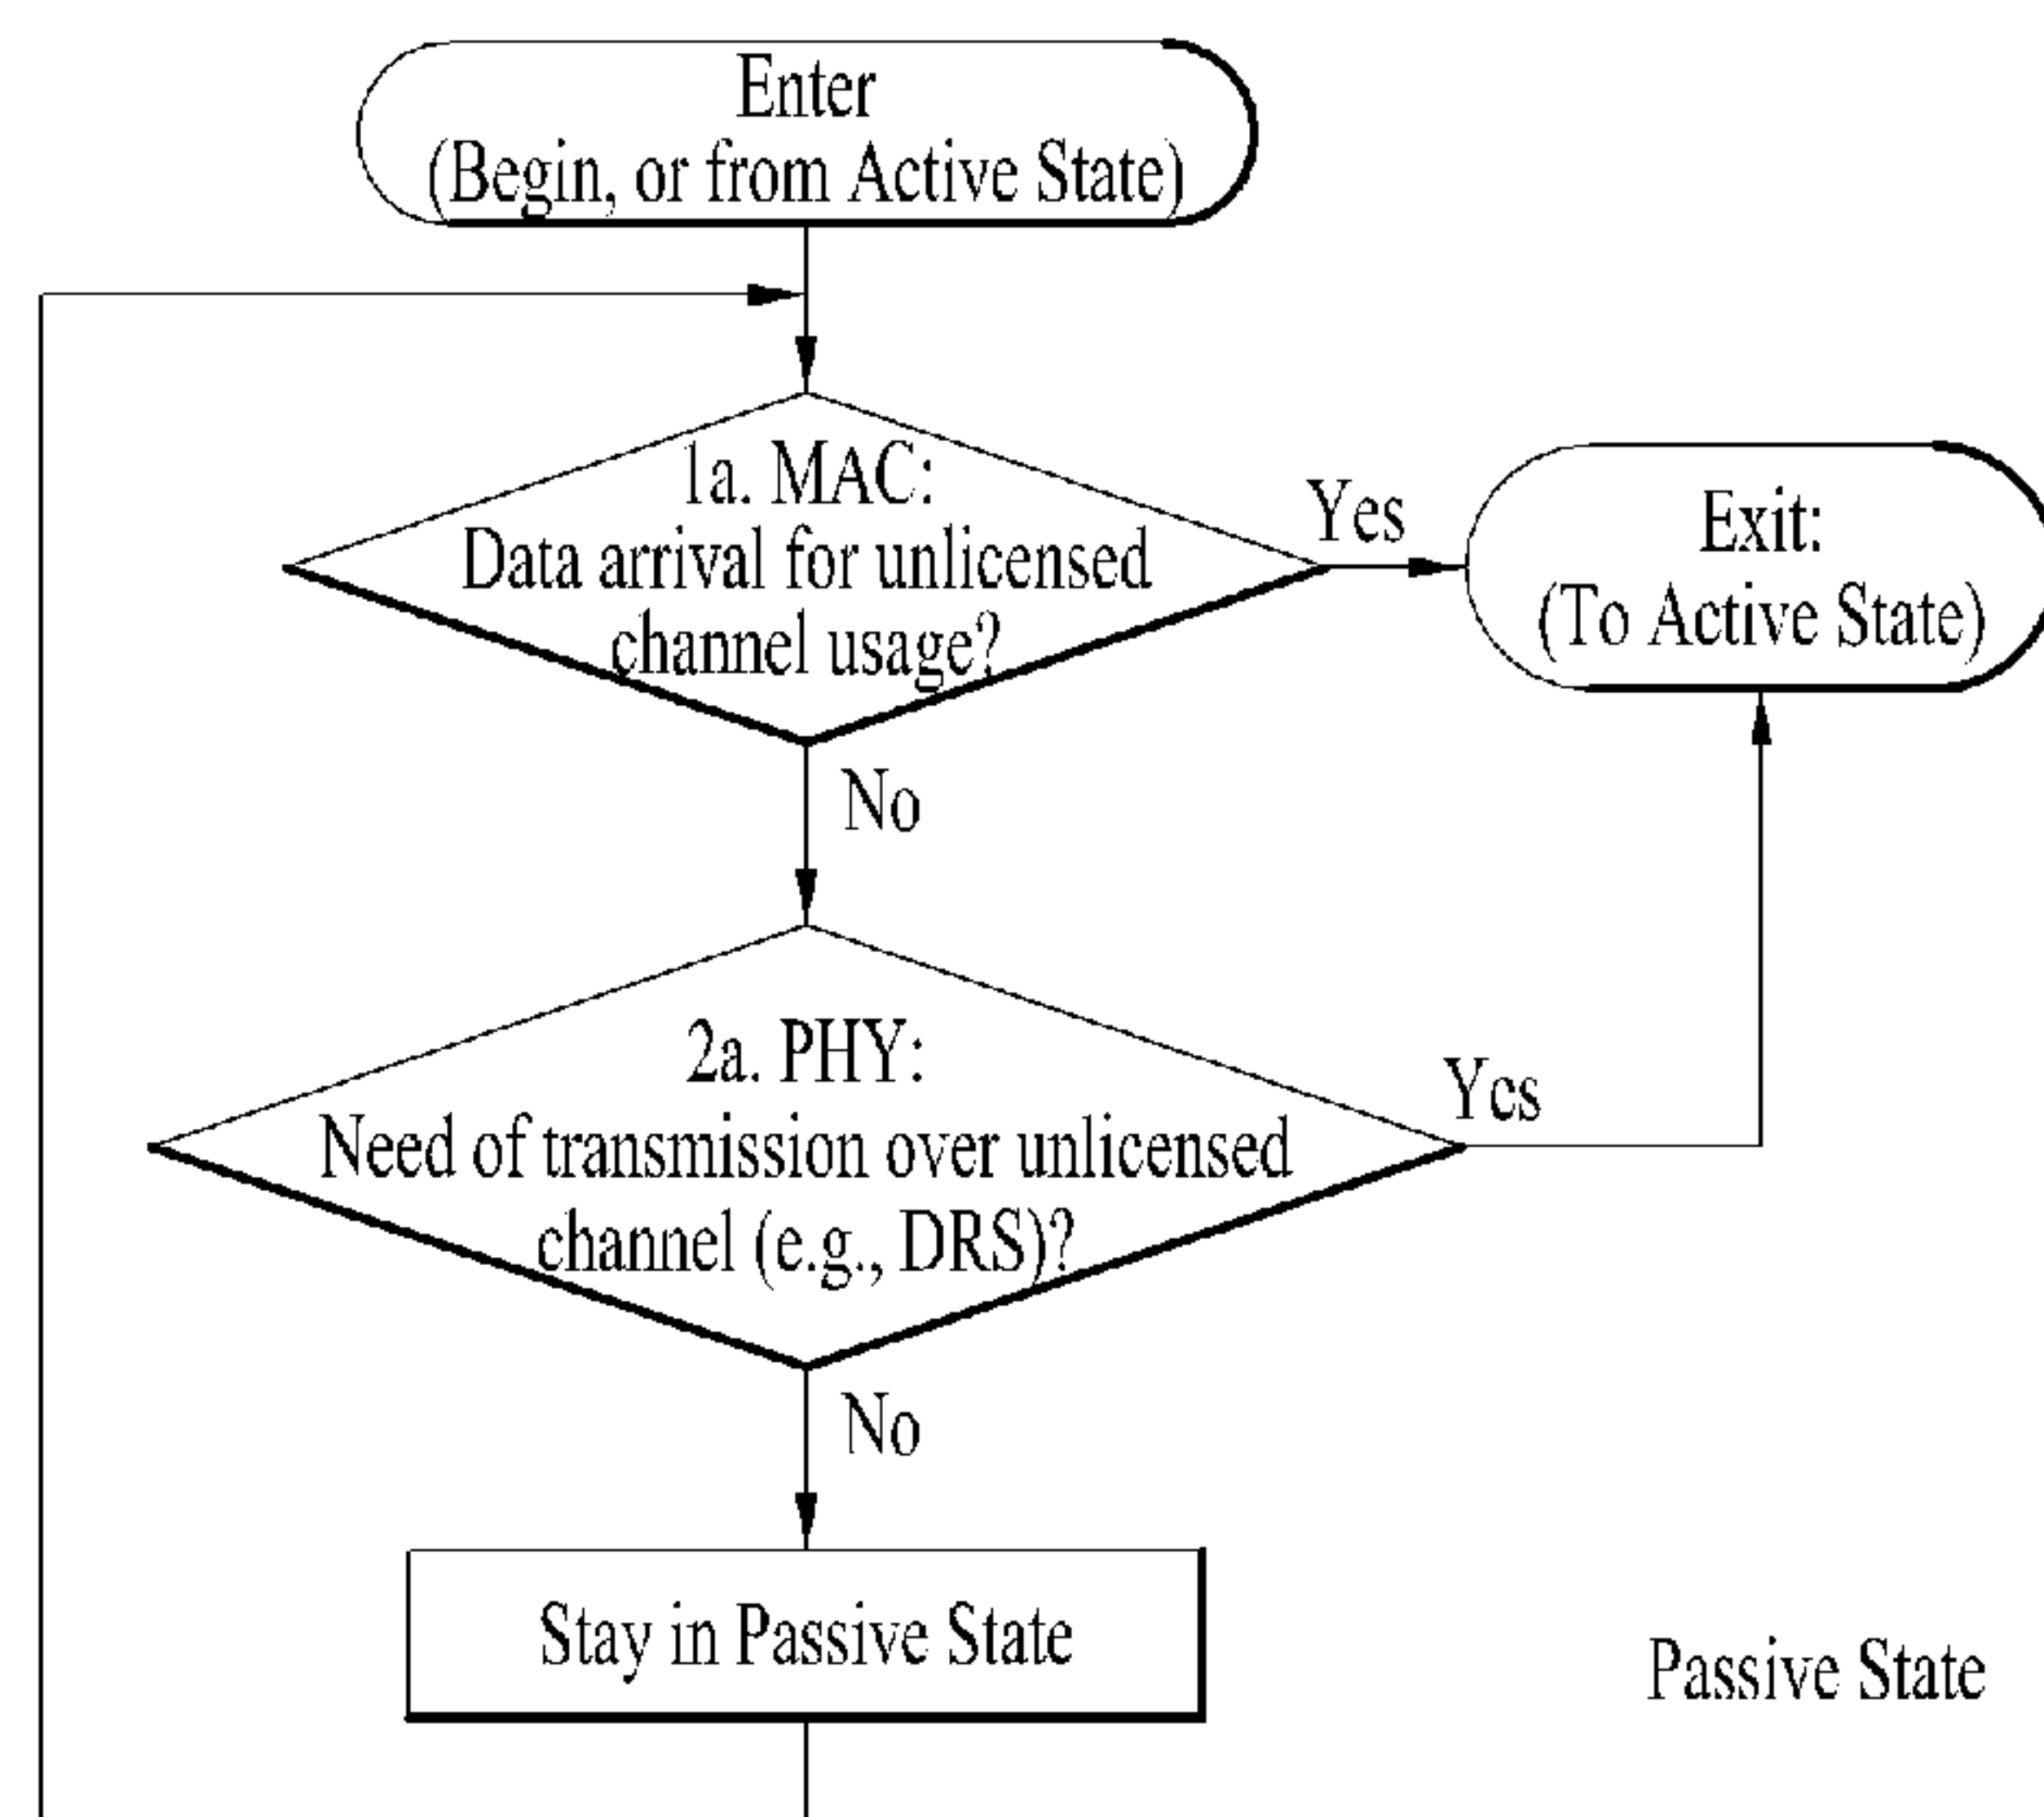 Enter
(Begin, or from Active State)
1a. MAC:
Data arrival for unlicensed
channel usage?
Yes
Exit:
(To Active State)
No
2a. PHY:
Need of transmission over unlicensed
channel (e.g., DRS)?
Yes
No
Stay in Passive State
Passive State